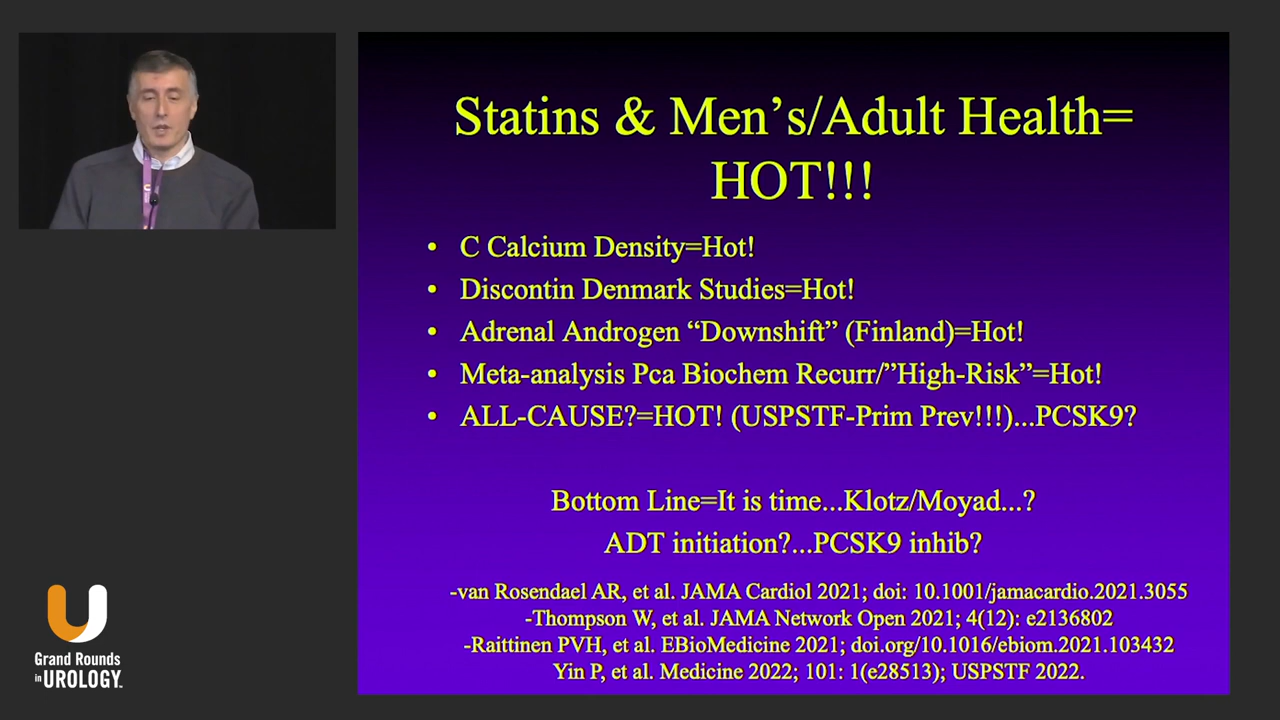 Statins & Men's/Adult Health=
HOT!!!
• C Calcium Density=Hot!
• Discontin Denmark Studies=Hot!
• Adrenal Androgen “Downshift” (Finland)=Hot!
• Meta-analysis Pca Biochem Recurr/”High-Risk”=Hot!
• ALL-CAUSE?=HOT! (USPSTF-Prim Prev!!!)...PCSK9?
Bottom Line=It is time...Klotz/Moyad...?
ADT initiation?...PCSK9 inhib?
-van Rosendael AR, et al. JAMA Cardiol 2021; doi: 10.1001/jamacardio.2021.3055
-Thompson W, et al. JAMA Network Open 2021; 4(12): e2136802
-Raittinen PVH, et al. EBioMedicine 2021; doi.org/10.1016/ebiom.2021.103432
Yin P, et al. Medicine 2022; 101: 1(e28513); USPSTF 2022.
Grand Rounds
in UROLOGY™